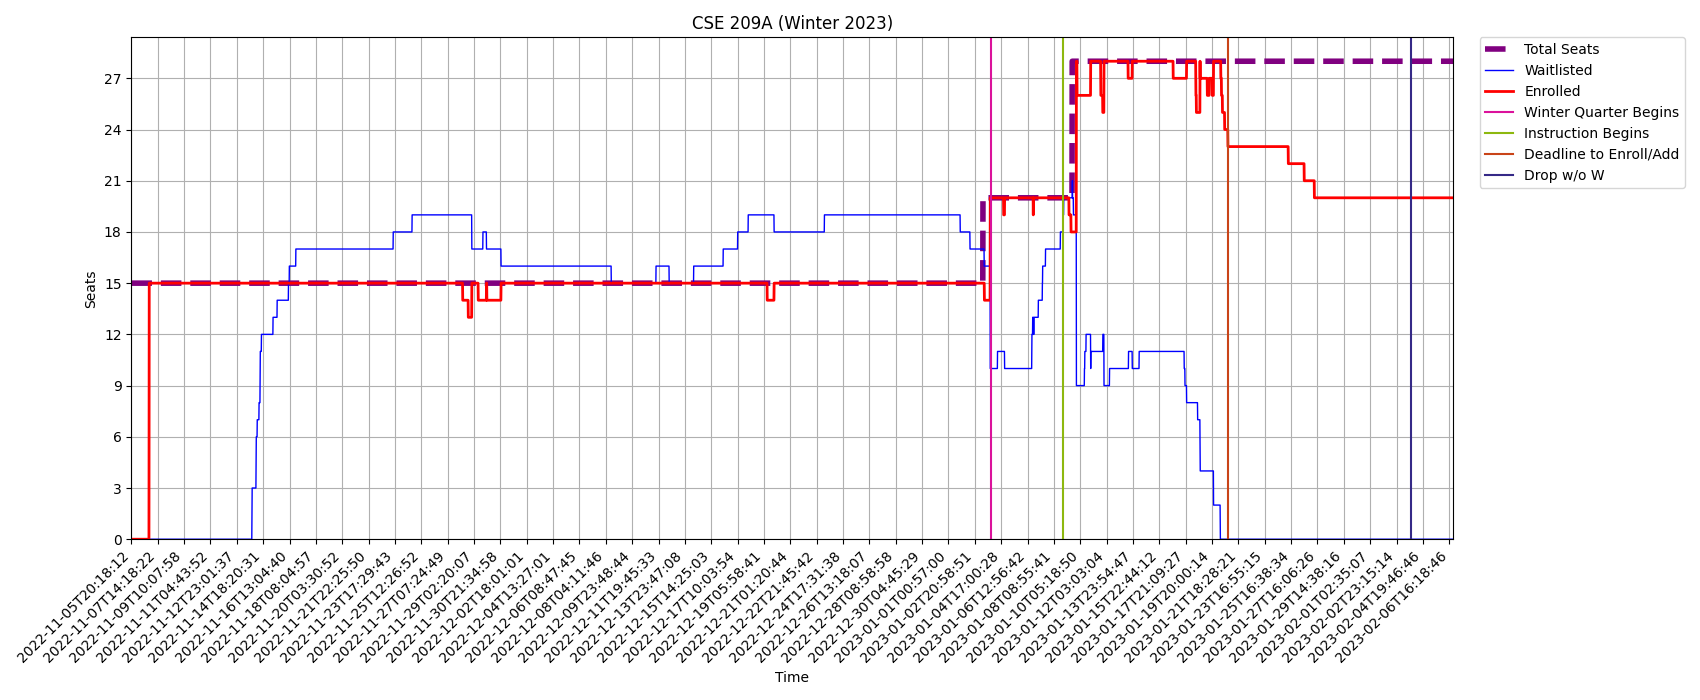 CSE 209A (Winter 2023)
Total Seats
Waitlisted
Enrolled
Winter Quarter Begins
Instruction Begins
Deadline to Enroll/Add
Drop w/o W
Seats
27
24
21
18
15
12
9
6
3
0
2022-11-05T20:18:12
2022-11-07T14:18:22
2022-11-09T10:07:58
2022-11-11T04:43:52
2022-11-12T23:01:37
2022-11-14T18:20:31
2022-11-16T13:04:40
2022-11-18T08:04:57
2022-11-20T03:30:52
2022-11-21T22:25:50
2022-11-23T17:29:43
2022-11-25T12:26:52
2022-11-27T07:24:49
2022-11-29T02:20:07
2022-11-30T21:34:58
2022-12-02T18:01:01
2022-12-04T13:27:01
2022-12-06T08:47:45
2022-12-08T04:11:46
2022-12-09T23:48:44
2022-12-11T19:45:33
2022-12-13T23:47:08
2022-12-15T14:25:03
2022-12-17T10:03:54
2022-12-19T05:58:41
2022-12-21T01:20:44
2022-12-22T21:45:42
2022-12-24T17:31:38
2022-12-26T13:18:07
2022-12-28T08:58:58
2022-12-30T04:45:29
2023-01-01T00:57:00
2023-01-02T20:58:51
2023-01-04T17:00:28
2023-01-06T12:56:42
2023-01-08T08:55:41
2023-01-10T05:18:50
2023-01-12T03:03:04
2023-01-13T23:54:47
2023-01-15T22:44:12
2023-01-17T21:09:27
2023-01-19T20:00:14
2023-01-21T18:28:21
2023-01-23T16:55:15
2023-01-25T16:38:34
2023-01-27T16:06:26
2023-01-29T14:38:16
2023-02-01T02:35:07
2023-02-02T23:15:14
2023-02-04T19:46:46
2023-02-06T16:18:46
Time